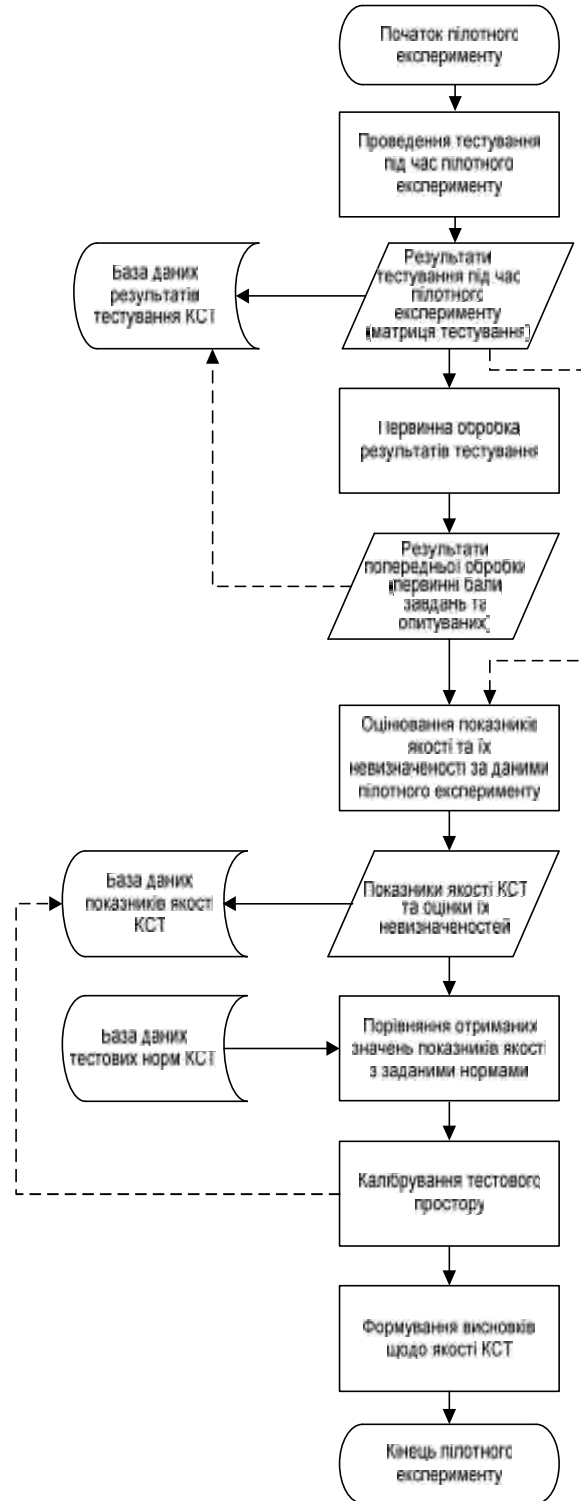 Початок пілотного
експерименту
Проведення тестування
під час пілотного
експерименту
Результати
тестування під час
пілотного
експерименту
(матриця тестування)
База даних
результатів
тестування КСТ
Первинна обробка
результатів тестування
Результати
попередньої обробки
(первинні бали
завдань та
опитуваних)
Оцінювання показників
якості та їх
невизначеності за даними
пілотного експерименту
База даних
показників якості
КСТ
Показники якості КСТ
та оцінки їх
невизначеностей
База даних
тестових норм КСТ
Порівняння отриманих
значень показників якості
з заданими нормами
Калібрування тестового
простору
Формування висновків
щодо якості КСТ
Кінець пілотного
експерименту